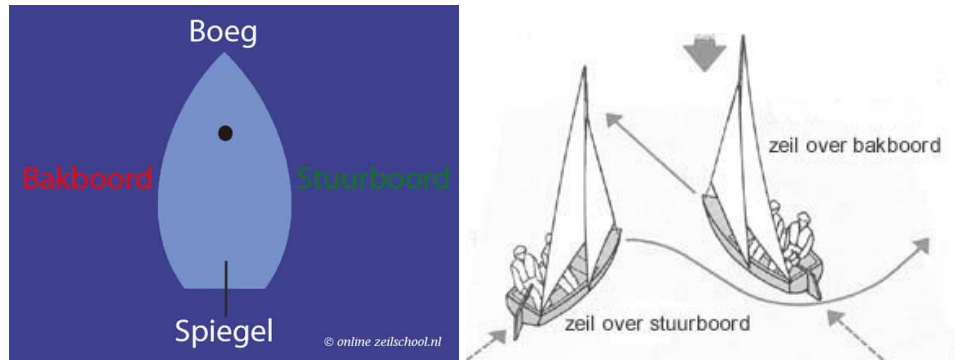 Boeg
Bakboord
Stuurboord
Spiegel
© online zeilschool.nl
zeil over bakboord
zeil over stuurboord